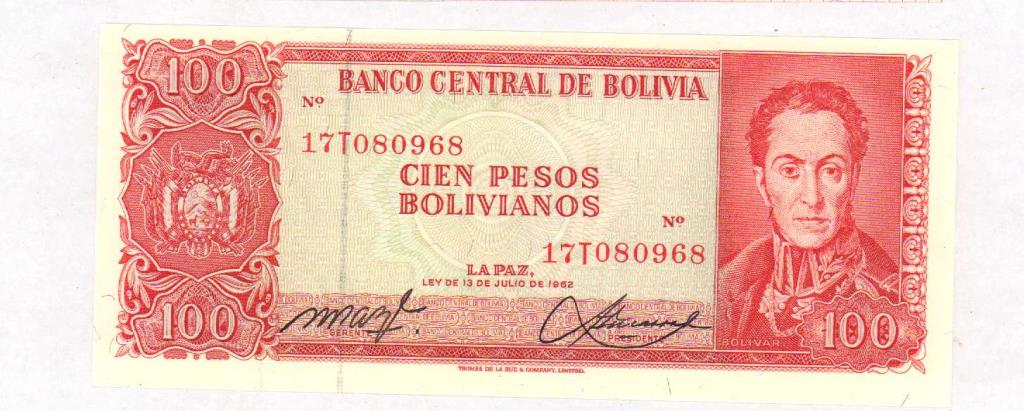 100
BANCO CENTRAL DE BOLIVIA
Nº
17T080968
CIEN PESOS
BOLIVIANOS
Nº
17T080968
LA PAZ,
LEY DE 13 DE JULIO DE 1962
GERENTE
PRESIDENTE
BOLIVAR
100
100
THOMAS DE LA RUE & COMPANY, LIMITED.